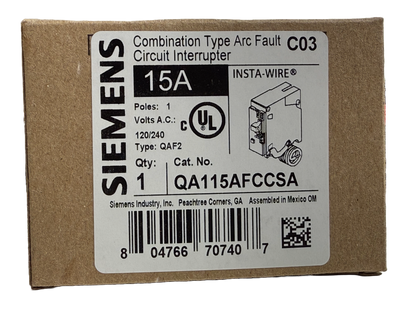 SIEMENS
Combination Type Arc Fault C03
Circuit Interrupter
15A INSTA-WIRE®
Poles: 1
Volts A.C.:
120/240
Type: QAF2
C UL ®
Qty: Cat. No.
1 QA115AFCCSA
Siemens Industry, Inc. Peachtree Corners, GA Assembled in Mexico OM
8 04766 70740 7